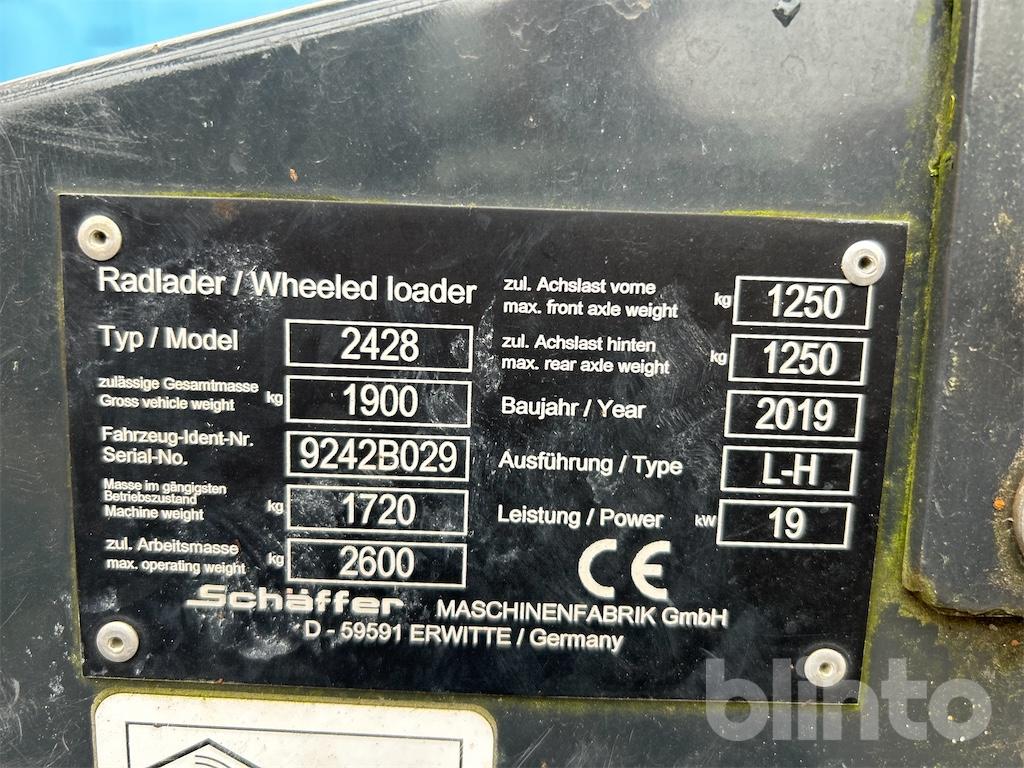 Radlader / Wheeled loader
Typ / Model 2428
zulässige Gesamtmasse
Gross vehicle weight kg 1900
Fahrzeug-Ident-Nr.
Serial-No. 9242B029
Masse im gängigsten
Betriebszustand
Machine weight kg 1720
zul. Arbeitsmasse
max. operating weight kg 2600
zul. Achslast vorne
max. front axle weight kg 1250
zul. Achslast hinten
max. rear axle weight kg 1250
Baujahr / Year 2019
Ausführung / Type L-H
Leistung / Power kW 19
CE
Schäffer MASCHINENFABRIK GmbH
D - 59591 ERWITTE / Germany
blinto